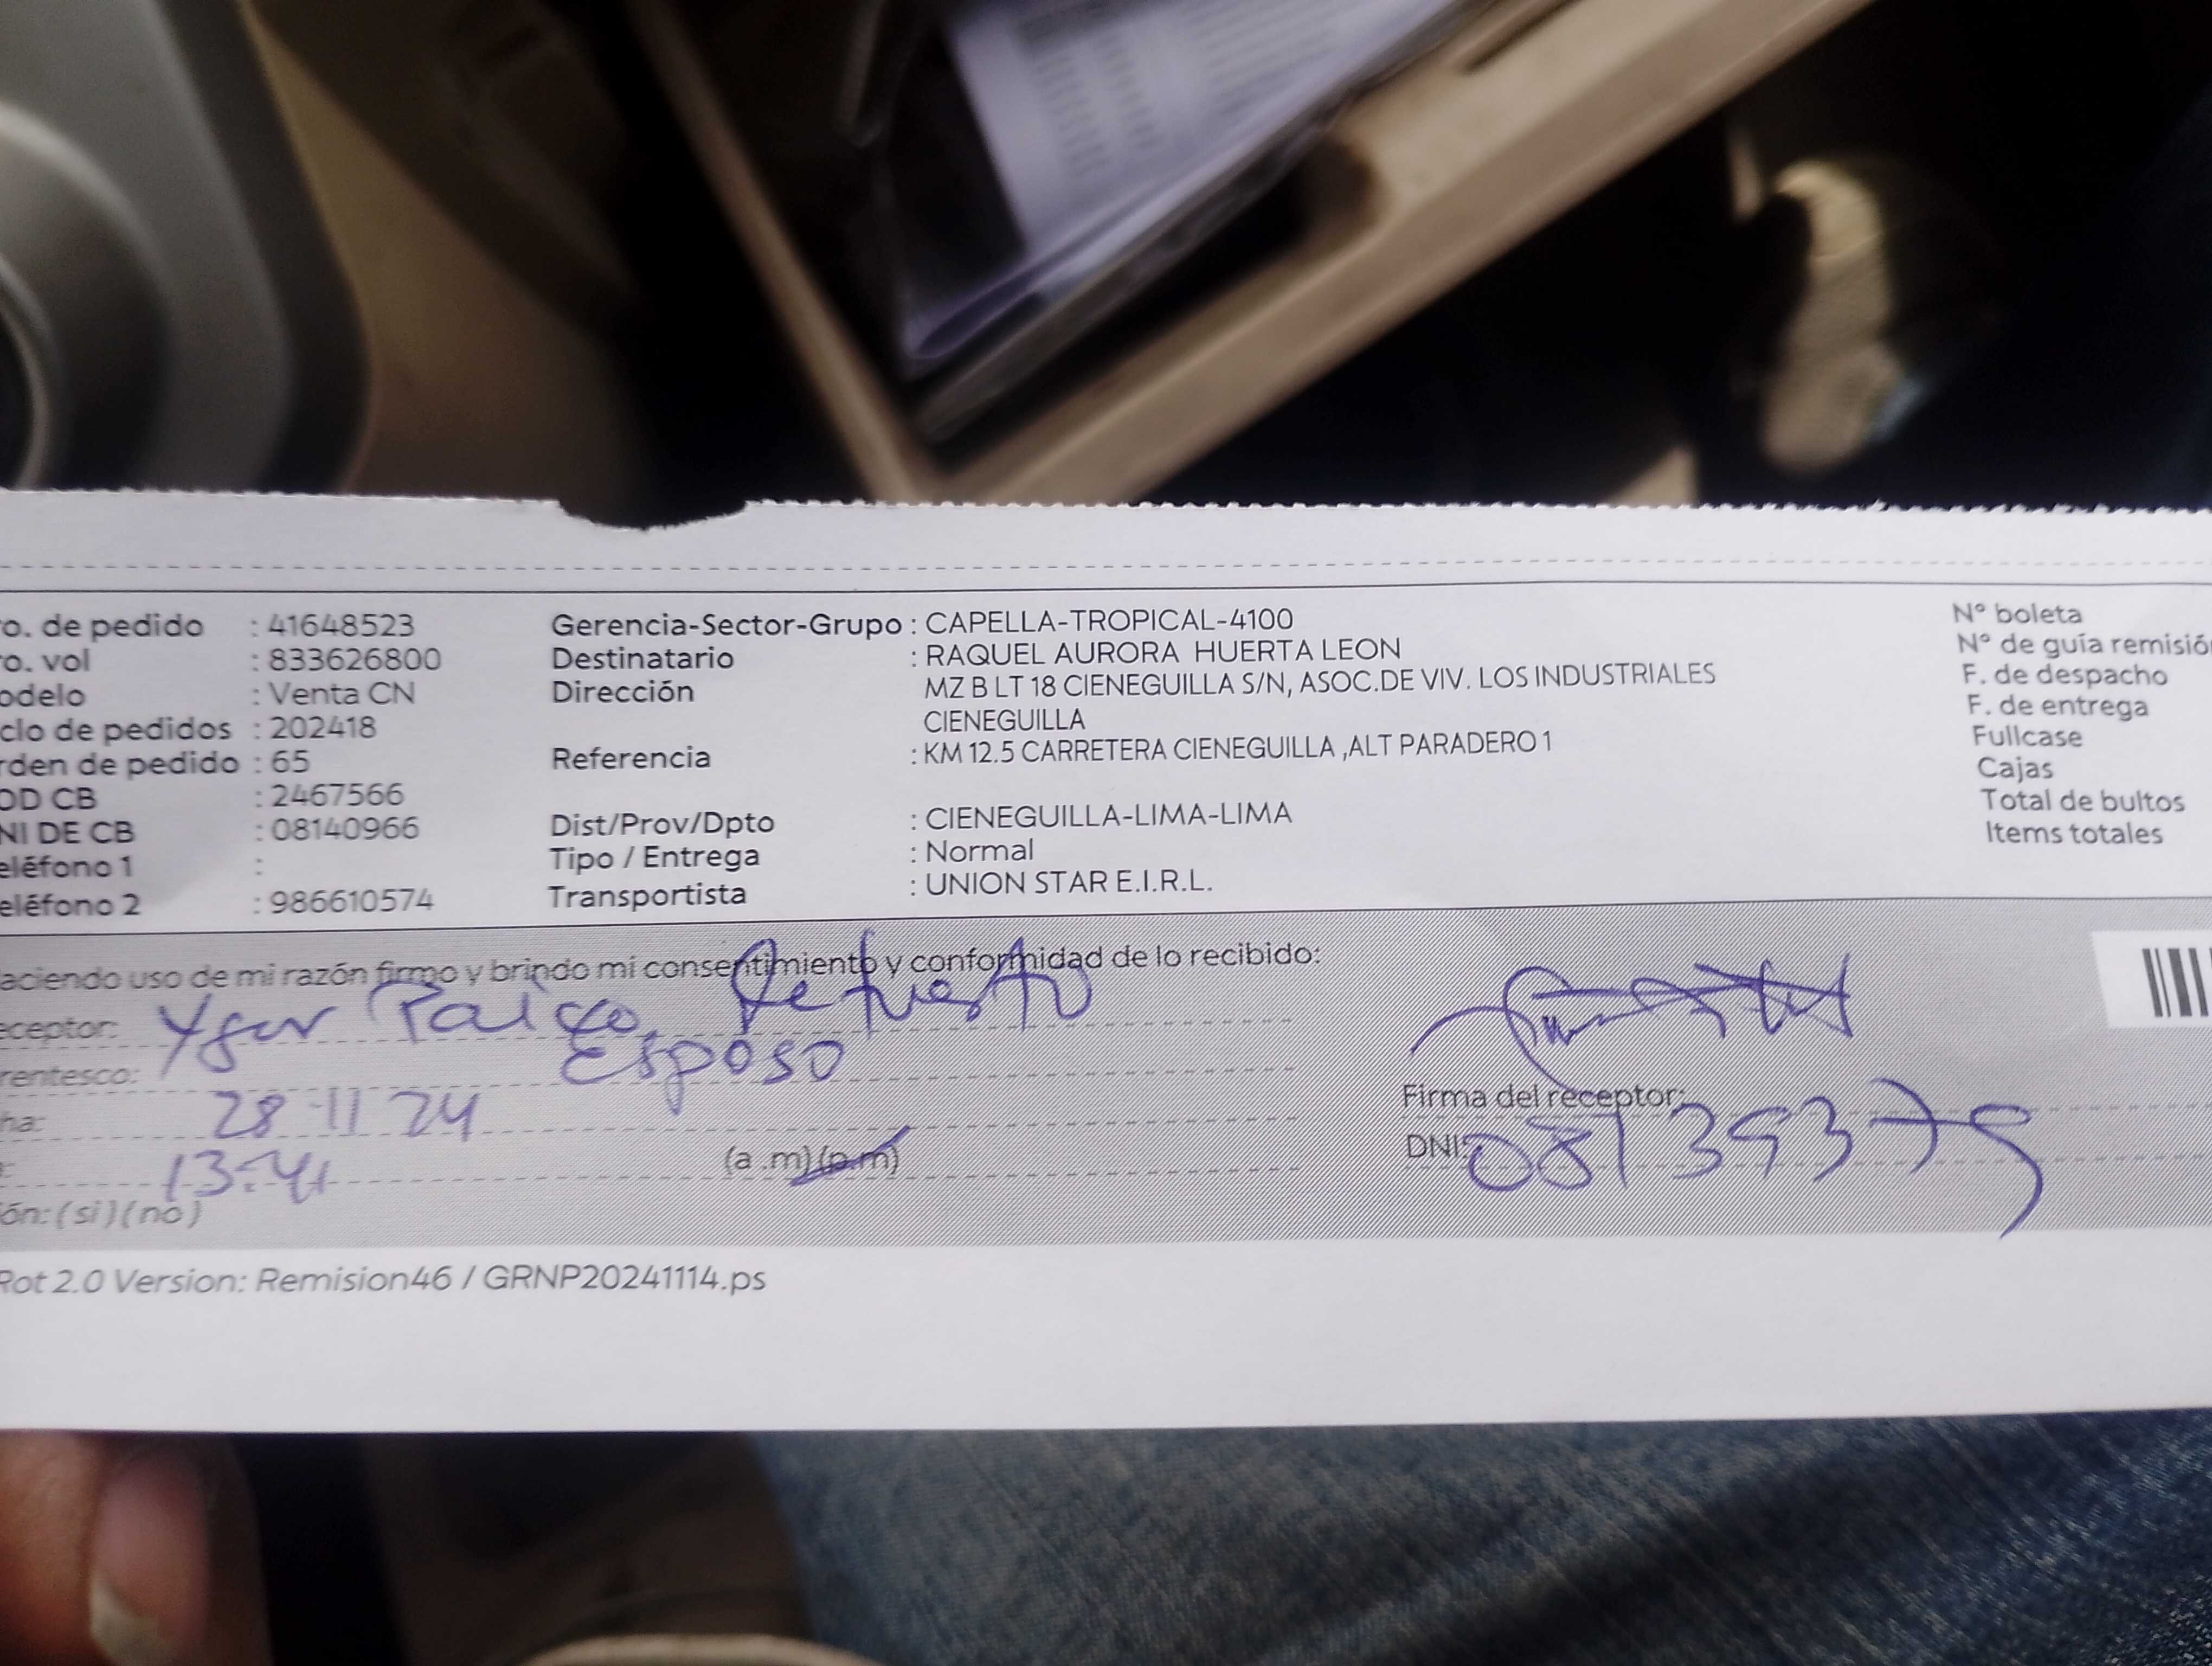 o. de pedido : 41648523
o. vol : 833626800
odelo : Venta CN
clo de pedidos : 202418
rden de pedido : 65
OD CB : 2467566
NI DE CB : 08140966
eléfono 1 :
eléfono 2 : 986610574
Gerencia-Sector-Grupo : CAPELLA-TROPICAL-4100
Destinatario : RAQUEL AURORA HUERTA LEON
Dirección MZ B LT 18 CIENEGUILLA S/N, ASOC.DE VIV. LOS INDUSTRIALES
CIENEGUILLA
Referencia : KM 12.5 CARRETERA CIENEGUILLA ,ALT PARADERO 1
Dist/Prov/Dpto : CIENEGUILLA-LIMA-LIMA
Tipo / Entrega : Normal
Transportista : UNION STAR E.I.R.L.
N° boleta
N° de guía remisión
F. de despacho
F. de entrega
Fullcase
Cajas
Total de bultos
Items totales
aciendo uso de mi razón firmo y brindo mi consentimiento y conformidad de lo recibido:
eceptor: Ygor
rentesco: Esposo
ha: 28 11 24
: 13:41 (a .m)(p.m)
ón: (si)(no)
Firma del receptor:
DNI: 08139379
Rot 2.0 Version: Remision46 / GRNP20241114.ps